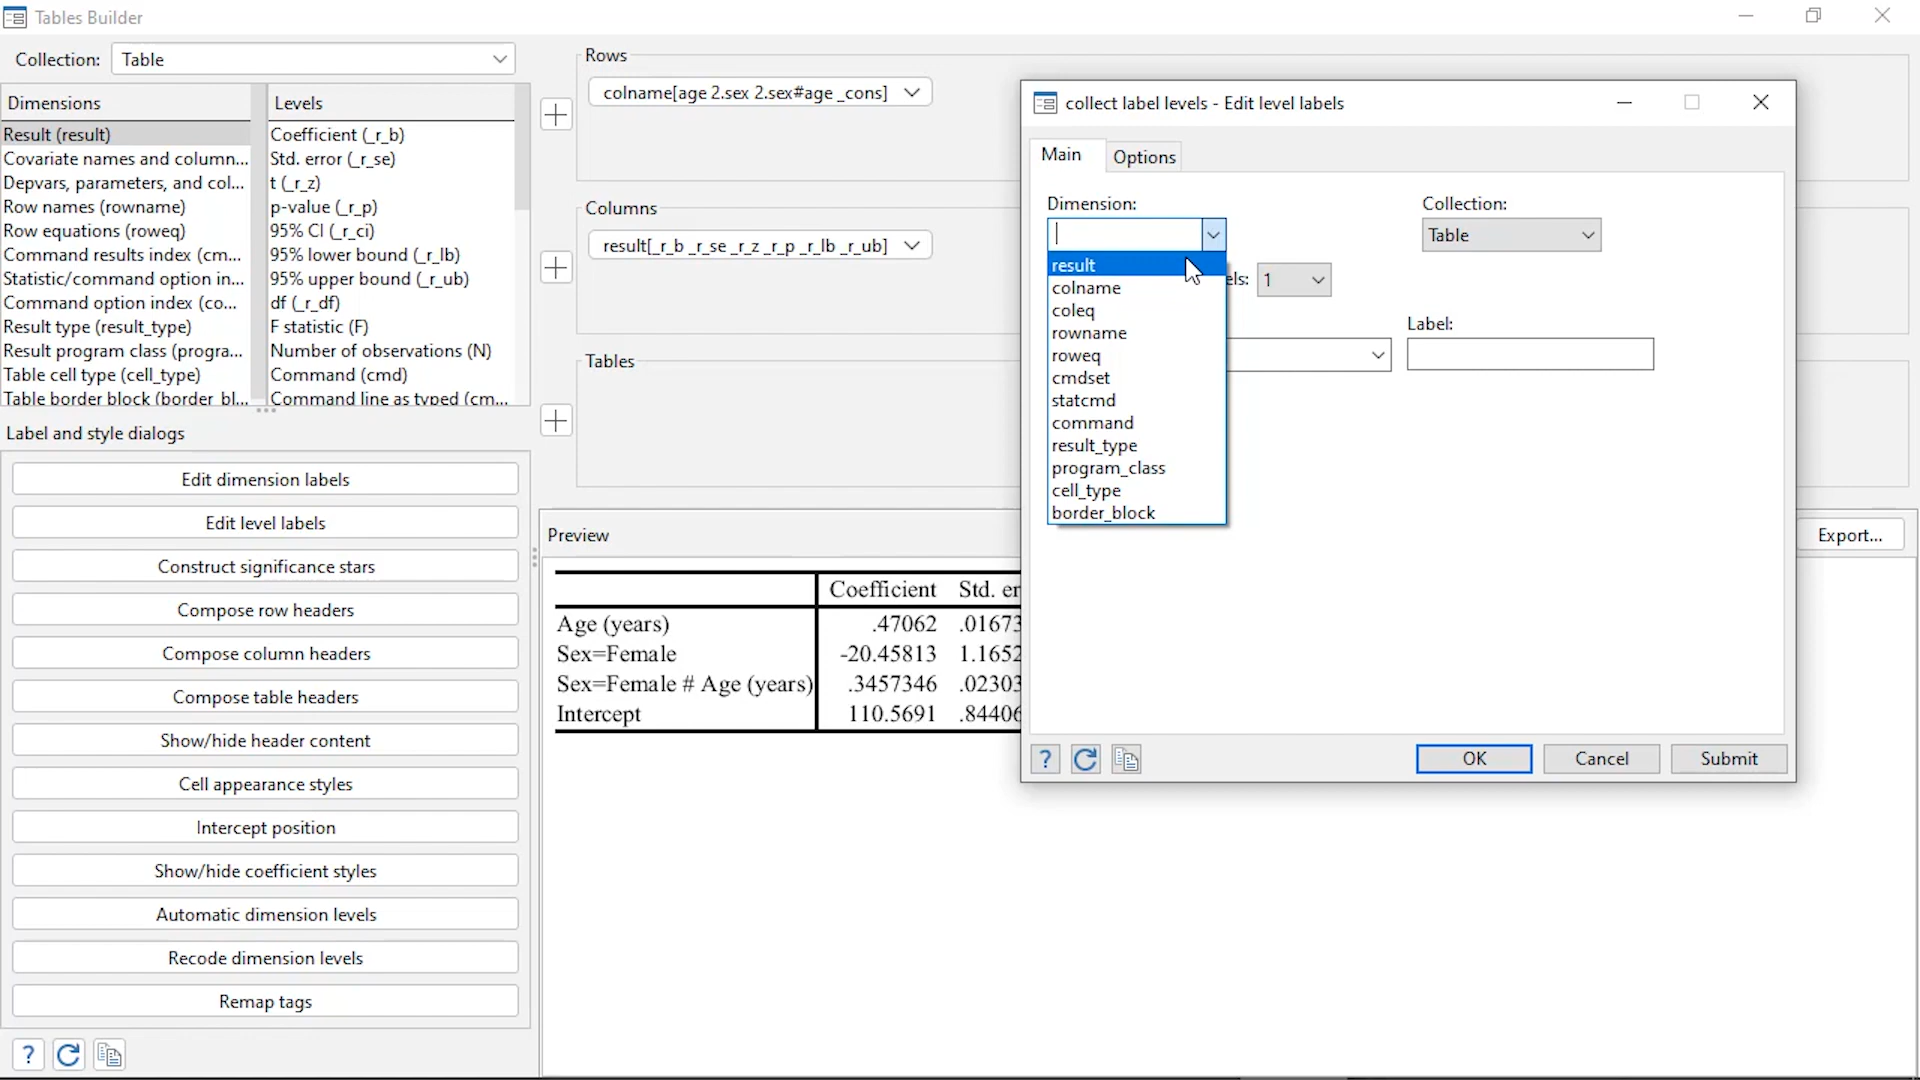 Tables Builder
Collection: Table
Dimensions
Levels
Result (result)
Covariate names and column...
Depvars, parameters, and col...
Row names (rowname)
Row equations (roweq)
Command results index (cm...
Statistic/command option in...
Command option index (co...
Result type (result_type)
Result program class (progra...
Table cell type (cell_type)
Table border block (border_bl...
Coefficient (_r_b)
Std. error (_r_se)
t (_r_z)
p-value (_r_p)
95% CI (_r_ci)
95% lower bound (_r_lb)
95% upper bound (_r_ub)
df (_r_df)
F statistic (F)
Number of observations (N)
Command (cmd)
Command line as typed (cm...
Label and style dialogs
Edit dimension labels
Edit level labels
Construct significance stars
Compose row headers
Compose column headers
Compose table headers
Show/hide header content
Cell appearance styles
Intercept position
Show/hide coefficient styles
Automatic dimension levels
Recode dimension levels
Remap tags
?
Rows
colname[age 2.sex 2.sex#age _cons]
Columns
result[_r_b _r_se _r_z _r_p _r_lb _r_ub]
Tables
Preview
Export...
Coefficient Std. er
Age (years) .47062 .01673
Sex=Female -20.45813 1.1652
Sex=Female # Age (years) .3457346 .02303
Intercept 110.5691 .84406
collect label levels - Edit level labels
Main Options
Dimension:
Collection:
Table
result
colname
coleq
rowname
roweq
cmdset
statcmd
command
result_type
program_class
cell_type
border_block
els: 1
Label:
?
OK Cancel Submit